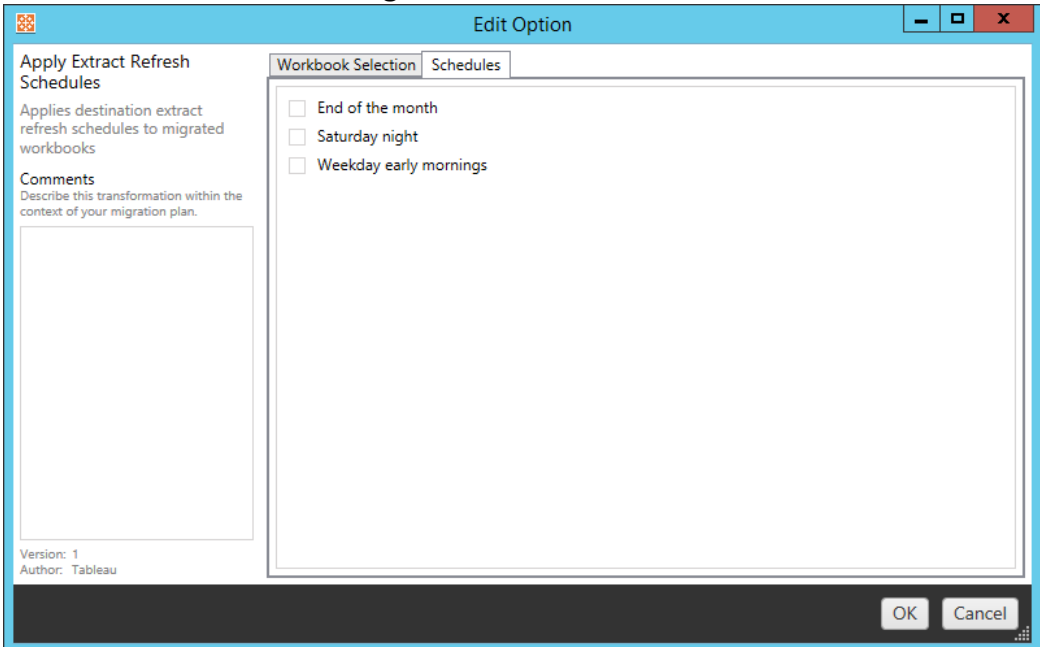 Edit Option
Apply Extract Refresh
Schedules
Applies destination extract
refresh schedules to migrated
workbooks
Comments
Describe this transformation within the
context of your migration plan.
Version: 1
Author: Tableau
Workbook Selection
Schedules
End of the month
Saturday night
Weekday early mornings
OK
Cancel